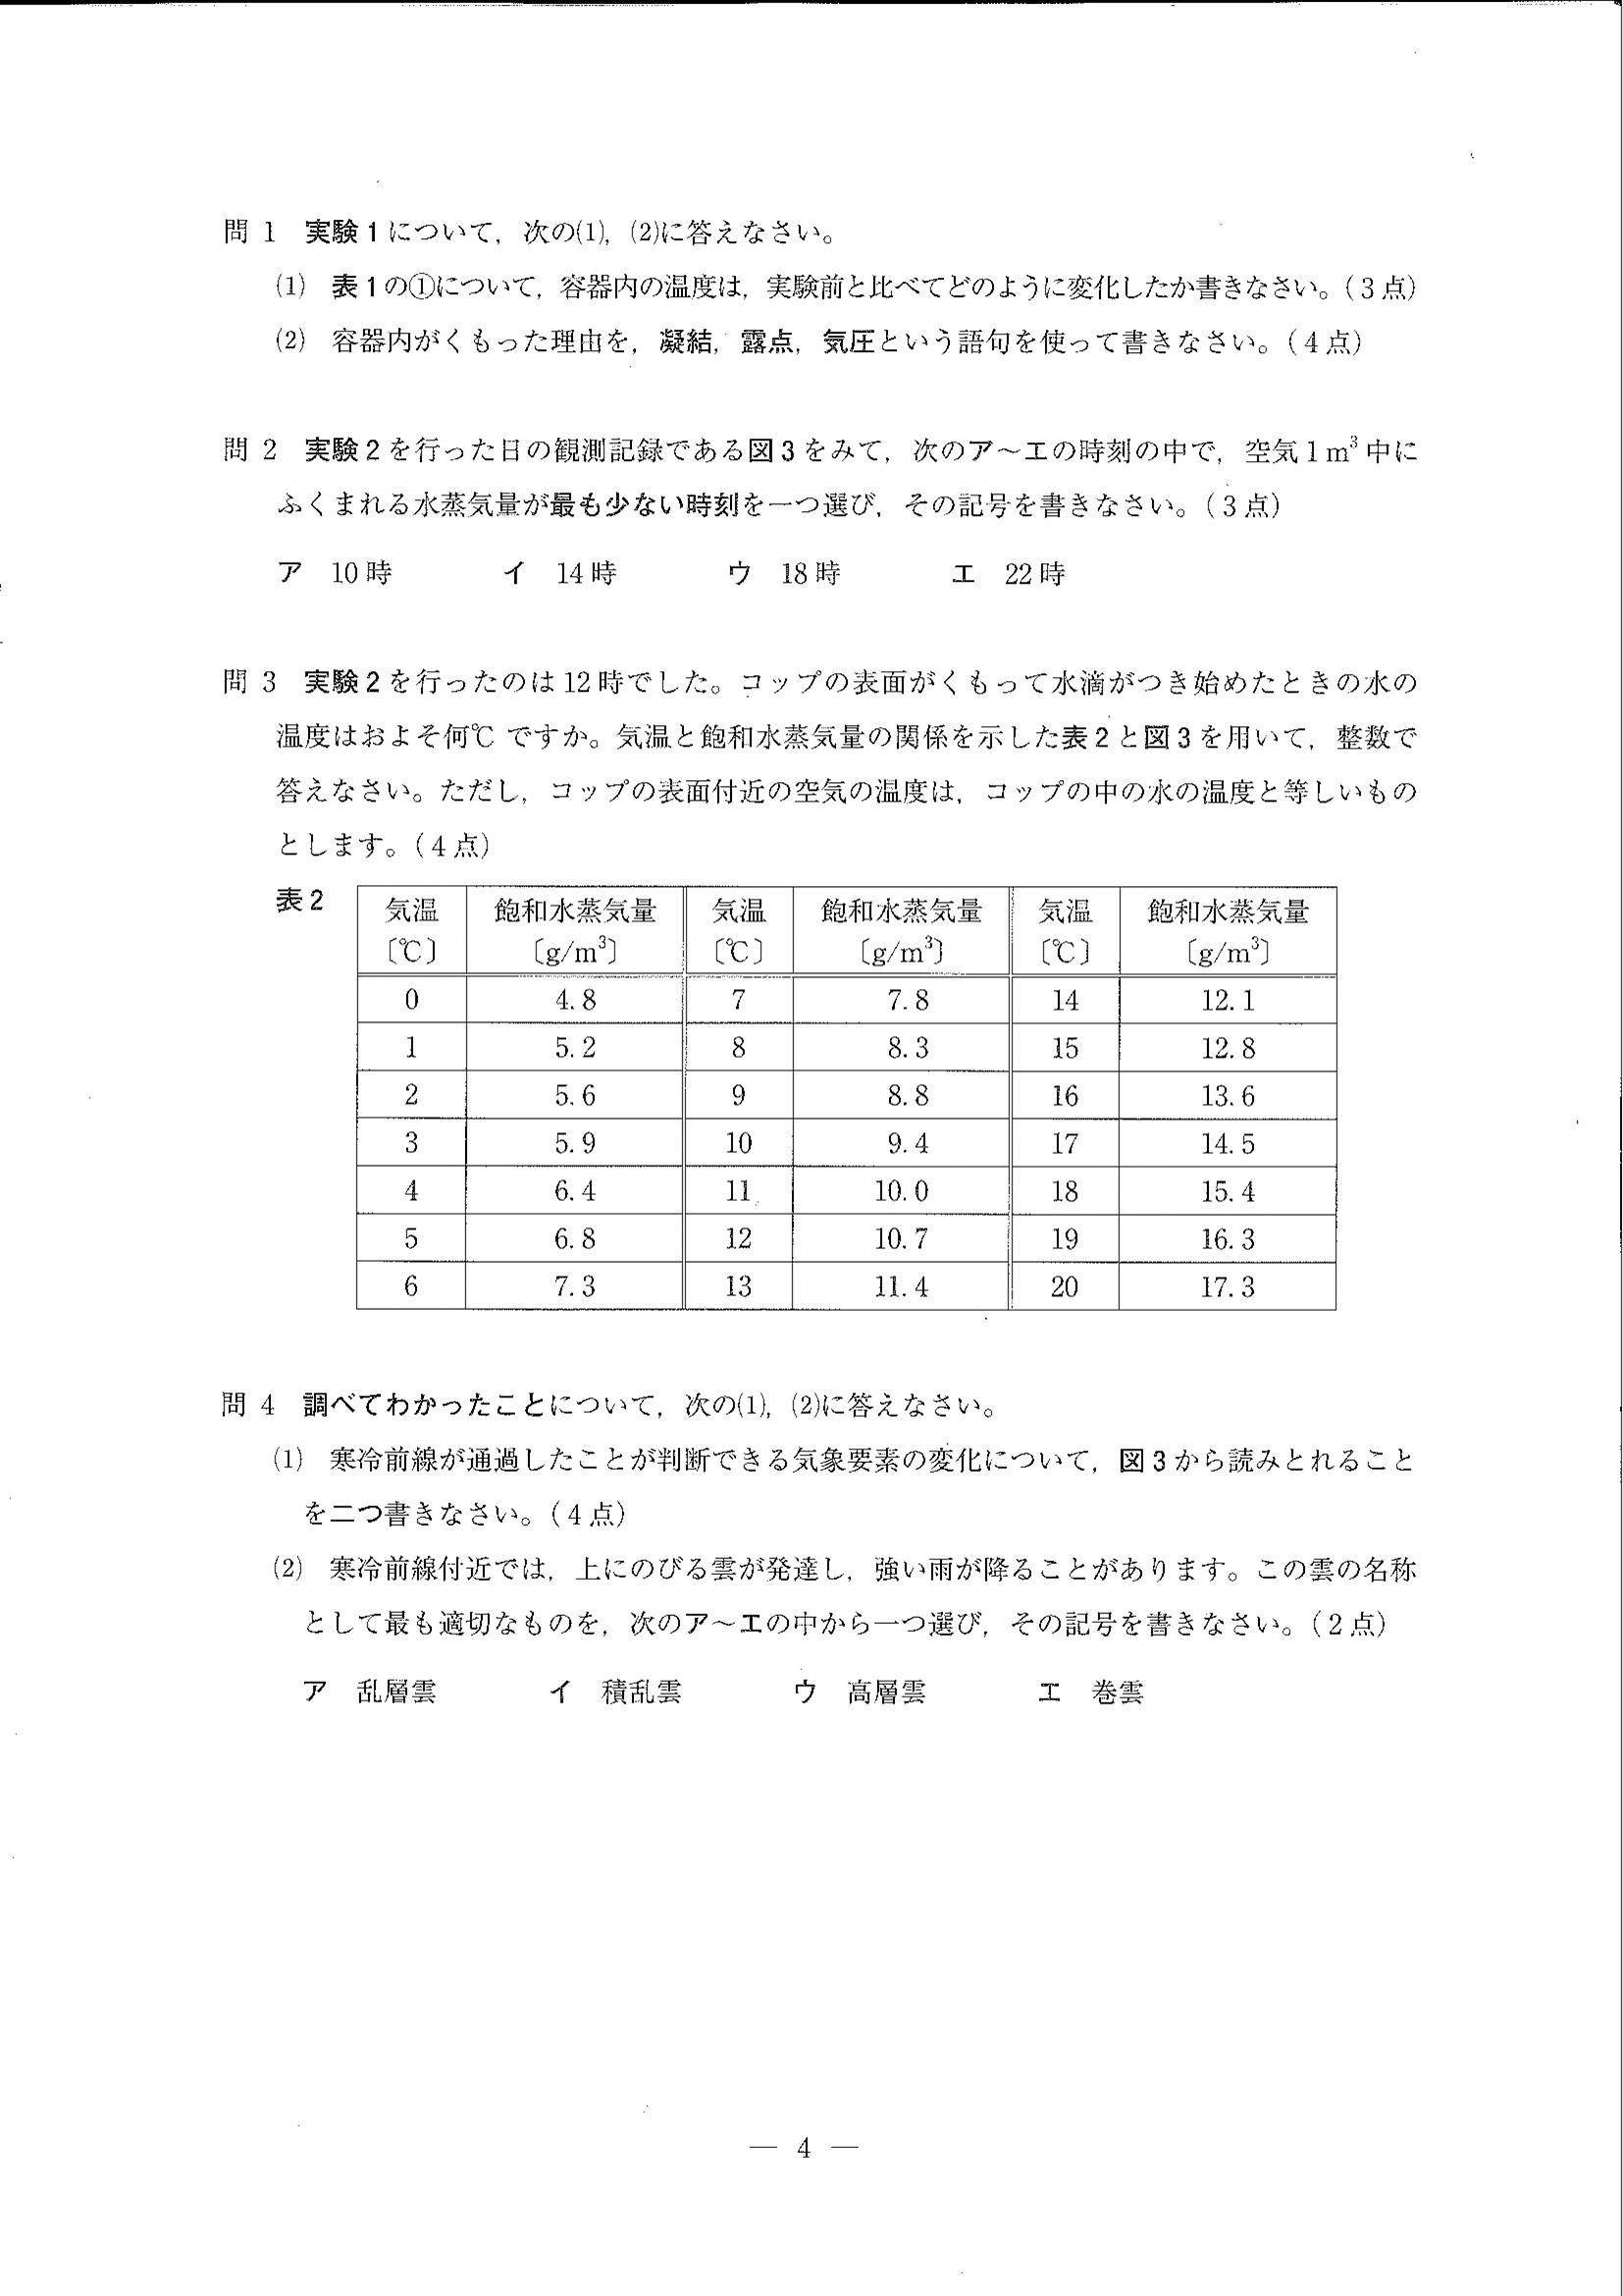 問 1 実験1について，次の(1)，(2)に答えなさい。
(1) 表1の①について，容器内の温度は，実験前と比べてどのように変化したか書きなさい。（3点）
(2) 容器内がくもった理由を，凝結，露点，気圧という語句を使って書きなさい。（4点）
問 2 実験2を行った日の観測記録である図3をみて，次のア～エの時刻の中で，空気1m³中に
ふくまれる水蒸気量が最も少ない時刻を一つ選び，その記号を書きなさい。（3点）
ア 10時 イ 14時 ウ 18時 エ 22時
問 3 実験2を行ったのは12時でした。コップの表面がくもって水滴がつき始めたときの水の
温度はおよそ何℃ですか。気温と飽和水蒸気量の関係を示した表2と図3を用いて，整数で
答えなさい。ただし，コップの表面付近の空気の温度は，コップの中の水の温度と等しいもの
とします。（4点）
表2
気温 飽和水蒸気量 気温 飽和水蒸気量 気温 飽和水蒸気量
〔℃〕 〔g/m³〕 〔℃〕 〔g/m³〕 〔℃〕 〔g/m³〕
0 4.8 7 7.8 14 12.1
1 5.2 8 8.3 15 12.8
2 5.6 9 8.8 16 13.6
3 5.9 10 9.4 17 14.5
4 6.4 11 10.0 18 15.4
5 6.8 12 10.7 19 16.3
6 7.3 13 11.4 20 17.3
問 4 調べてわかったことについて，次の(1)，(2)に答えなさい。
(1) 寒冷前線が通過したことが判断できる気象要素の変化について，図3から読みとれること
を二つ書きなさい。（4点）
(2) 寒冷前線付近では，上にのびる雲が発達し，強い雨が降ることがあります。この雲の名称
として最も適切なものを，次のア～エの中から一つ選び，その記号を書きなさい。（2点）
ア 乱層雲 イ 積乱雲 ウ 高層雲 エ 巻雲
— 4 —